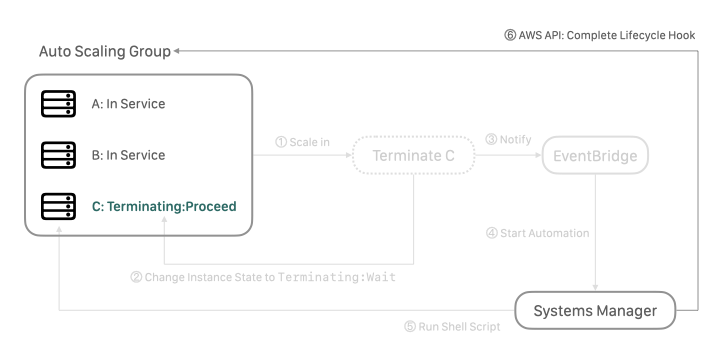 ⑥ AWS API: Complete Lifecycle Hook
Auto Scaling Group
A: In Service
① Scale in
③ Notify
B: In Service
Terminate C
EventBridge
C: Terminating:Proceed
④ Start Automation
② Change Instance State to Terminating:Wait
Systems Manager
⑤ Run Shell Script